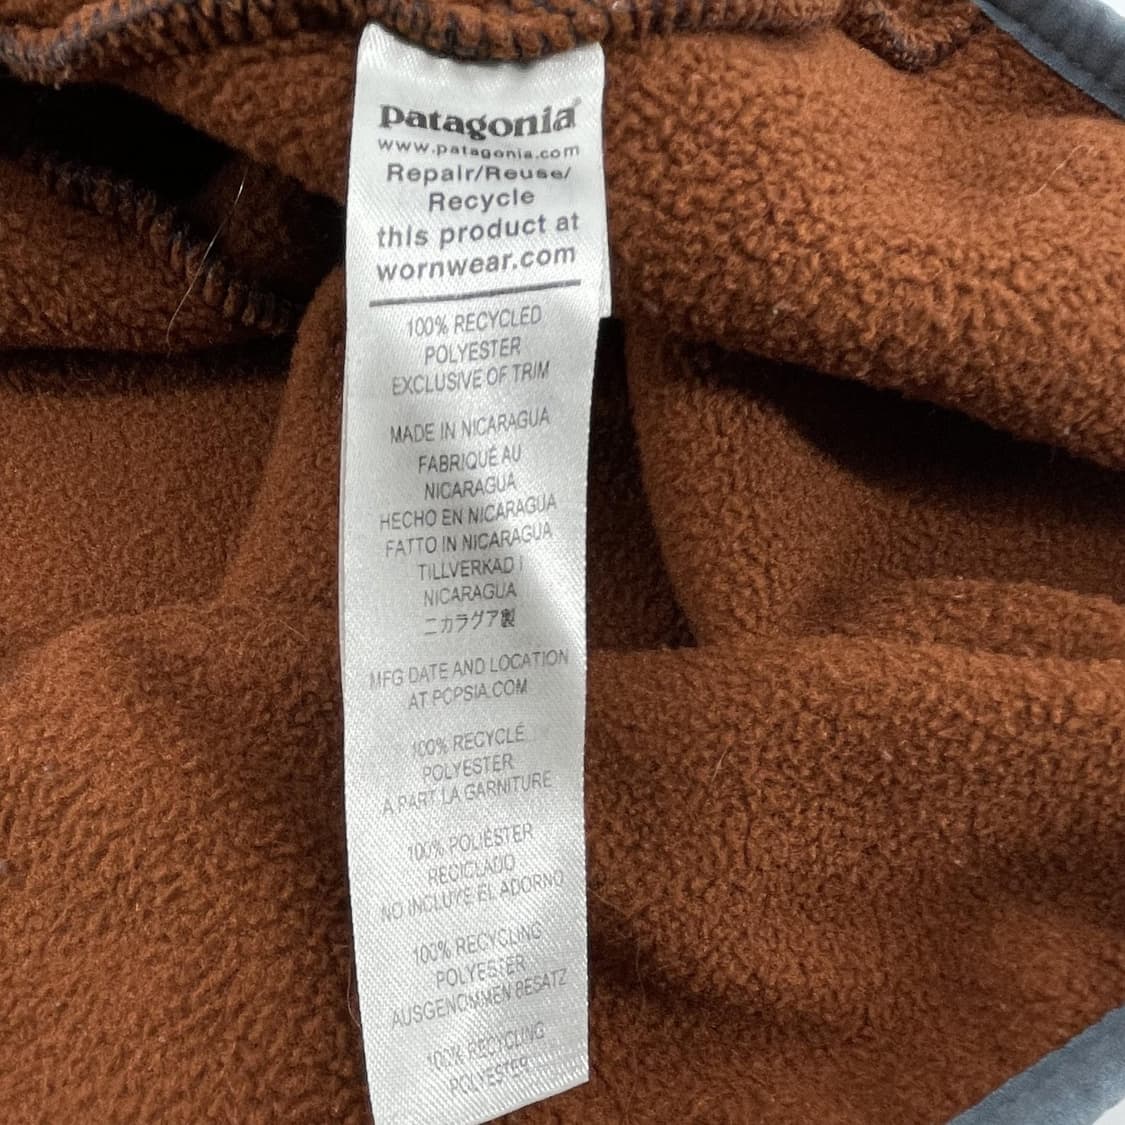 patagonia®
www.patagonia.com
Repair/Reuse/
Recycle
this product at
wornwear.com
100% RECYCLED
POLYESTER
EXCLUSIVE OF TRIM
MADE IN NICARAGUA
FABRIQUÉ AU
NICARAGUA
HECHO EN NICARAGUA
FATTO IN NICARAGUA
TILLVERKAD I
NICARAGUA
ニカラグア製
MFG DATE AND LOCATION
AT PCPSIA.COM
100% RECYCLÉ
POLYESTER
A PART LA GARNITURE
100% POLIÉSTER
RECICLADO
NO INCLUYE EL ADORNO
100% RECYCLING
POLYESTER
AUSGENOMMEN BESATZ
100% RECYCLING
POLYESTER